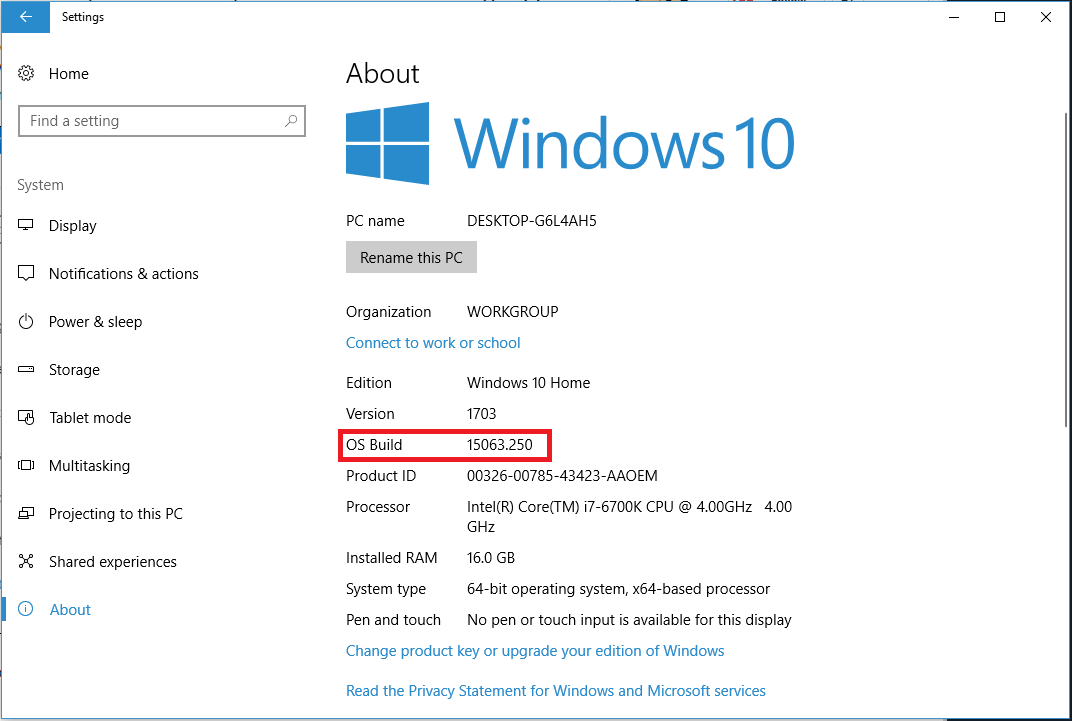 Settings
Home
Find a setting
System
Display
Notifications & actions
Power & sleep
Storage
Tablet mode
Multitasking
Projecting to this PC
Shared experiences
About
About
Windows 10
PC name DESKTOP-G6L4AH5
Rename this PC
Organization WORKGROUP
Connect to work or school
Edition Windows 10 Home
Version 1703
OS Build 15063.250
Product ID 00326-00785-43423-AAOEM
Processor Intel(R) Core(TM) i7-6700K CPU @ 4.00GHz 4.00
GHz
Installed RAM 16.0 GB
System type 64-bit operating system, x64-based processor
Pen and touch No pen or touch input is available for this display
Change product key or upgrade your edition of Windows
Read the Privacy Statement for Windows and Microsoft services